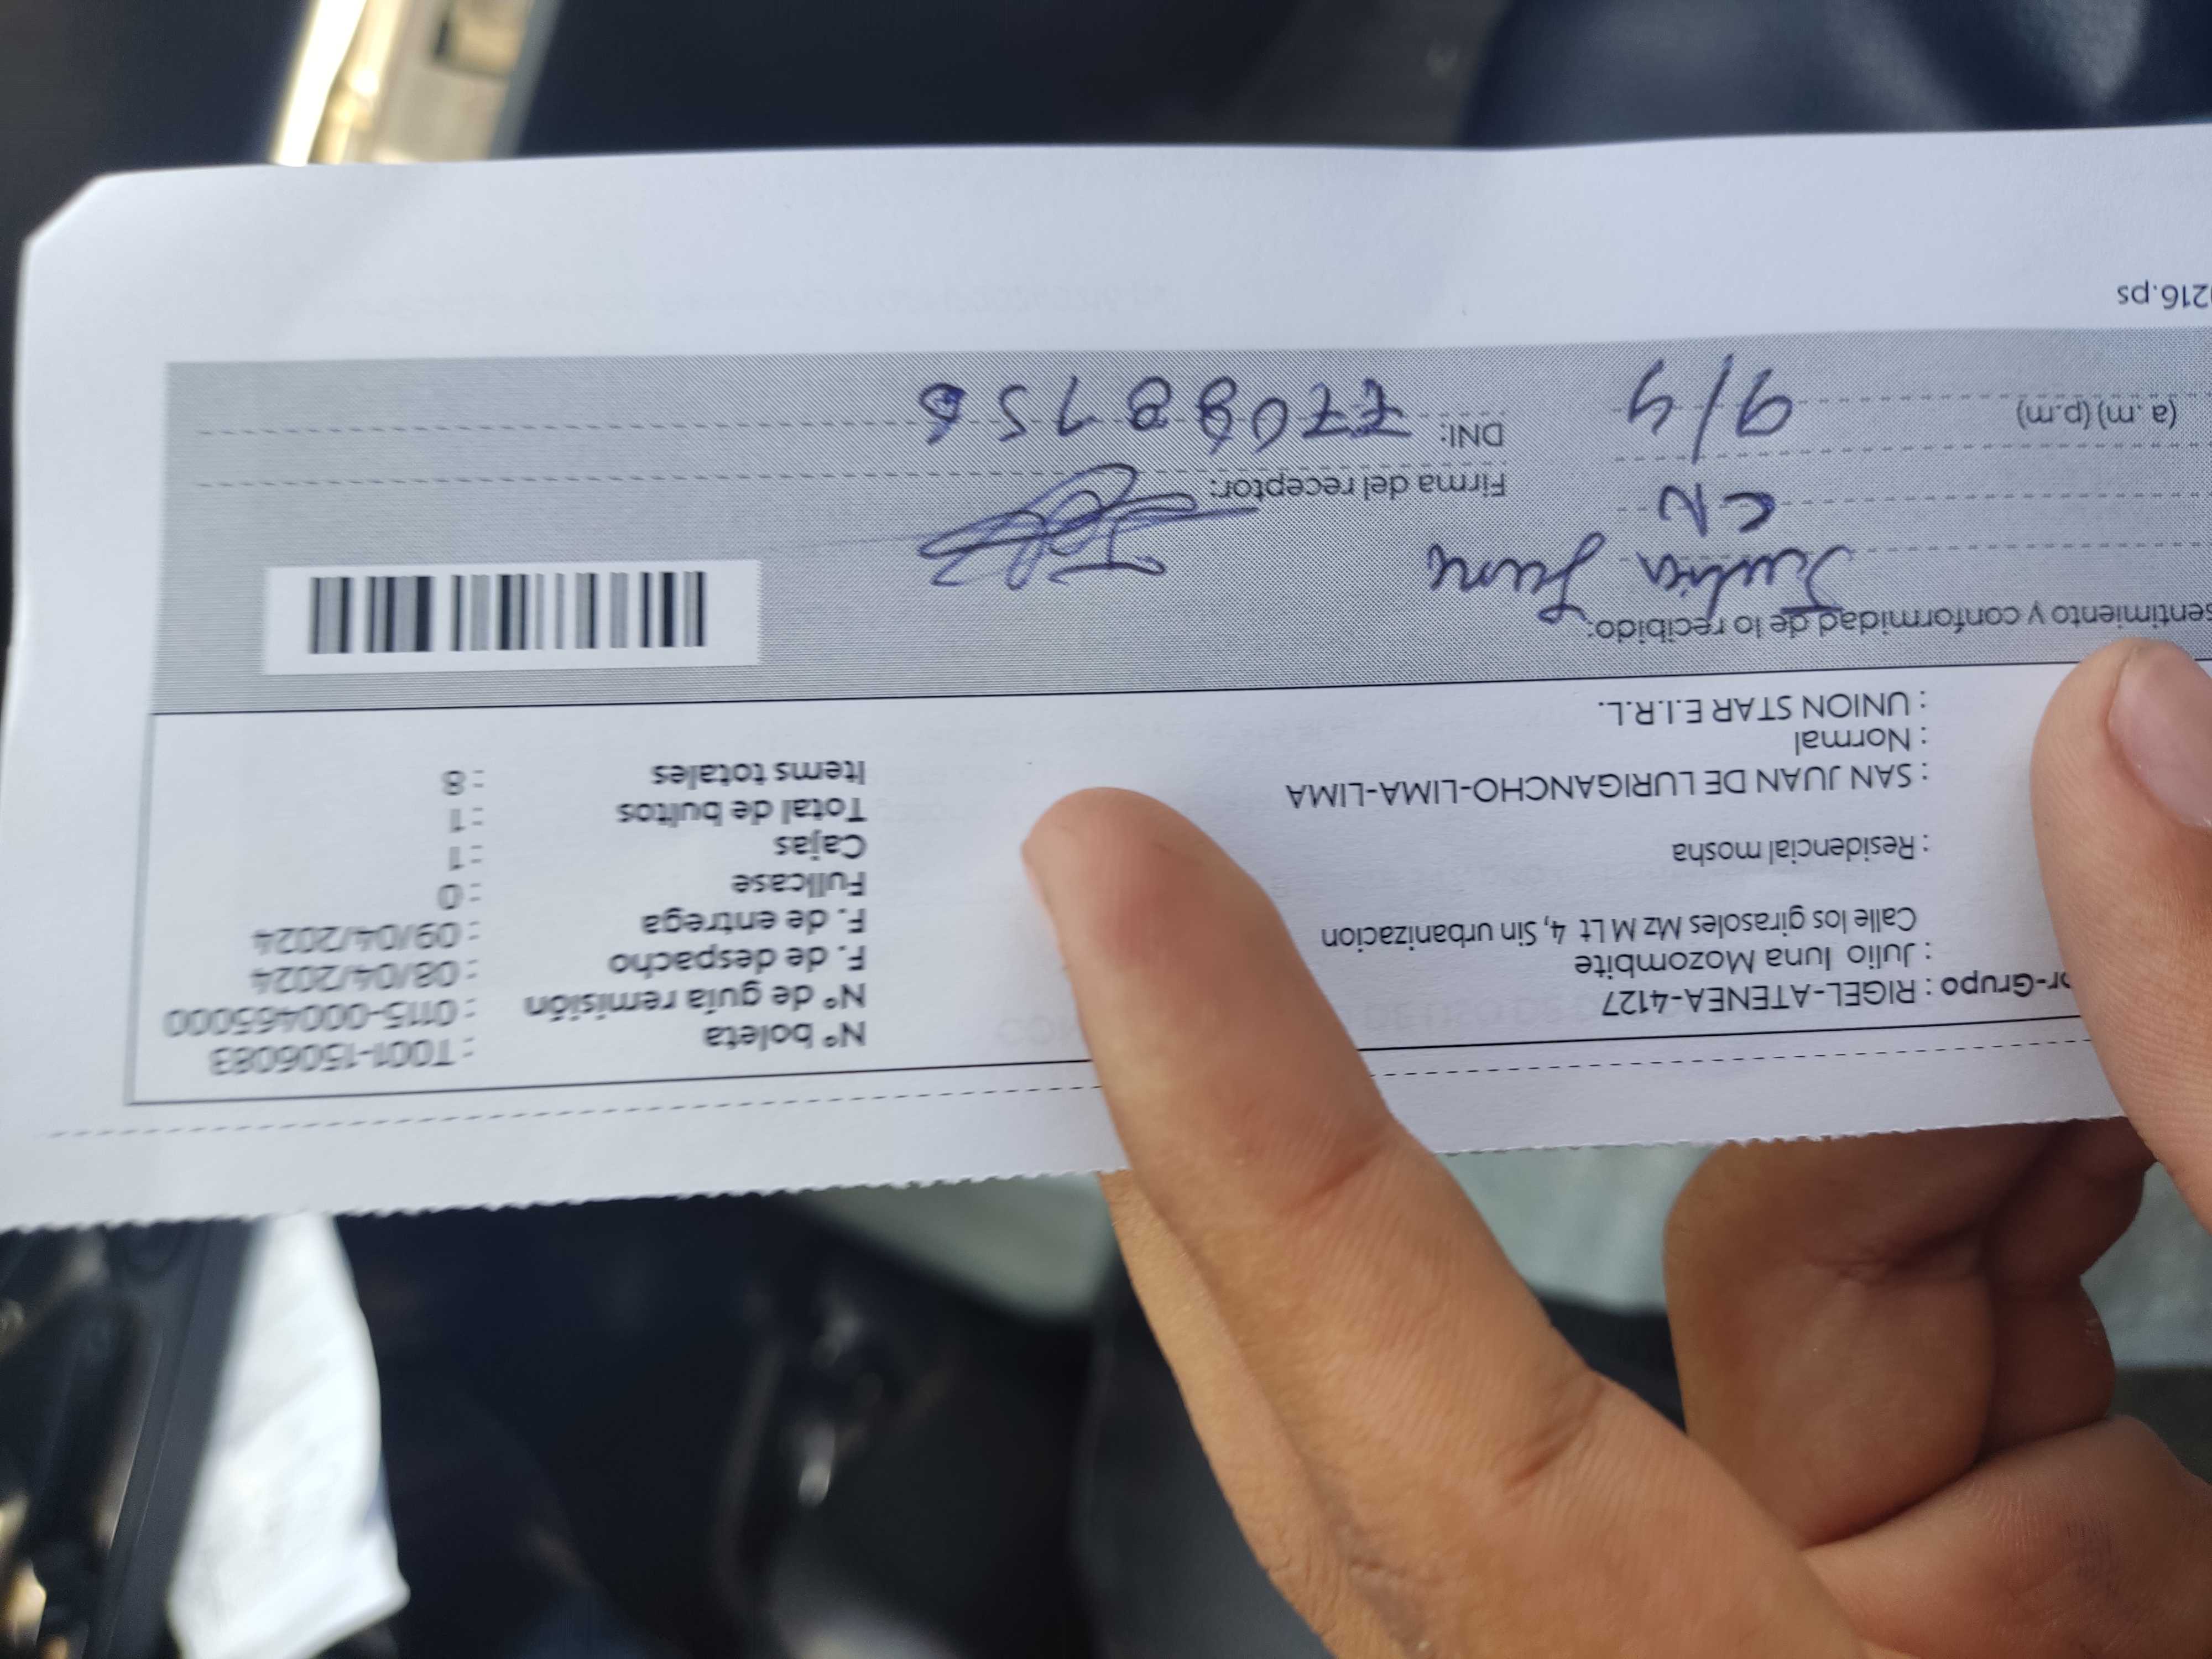 or-Grupo : RIGEL-ATENEA-4127
: Julio luna Mozombite
Calle los girasoles Mz M Lt 4, Sin urbanizacion
: Residencial mosha
: SAN JUAN DE LURIGANCHO-LIMA-LIMA
: Normal
: UNION STAR E.I.R.L.
N° boleta : T001-1506083
N° de guía remisión : 0115-000465000
F. de despacho : 08/04/2024
F. de entrega : 09/04/2024
Fullcase : 0
Cajas : 1
Total de bultos : 1
Items totales : 8
sentimiento y conformidad de lo recibido:
Luna
CN
(a. m) (p.m) 9/4
Firma del receptor:
DNI:
216.ps